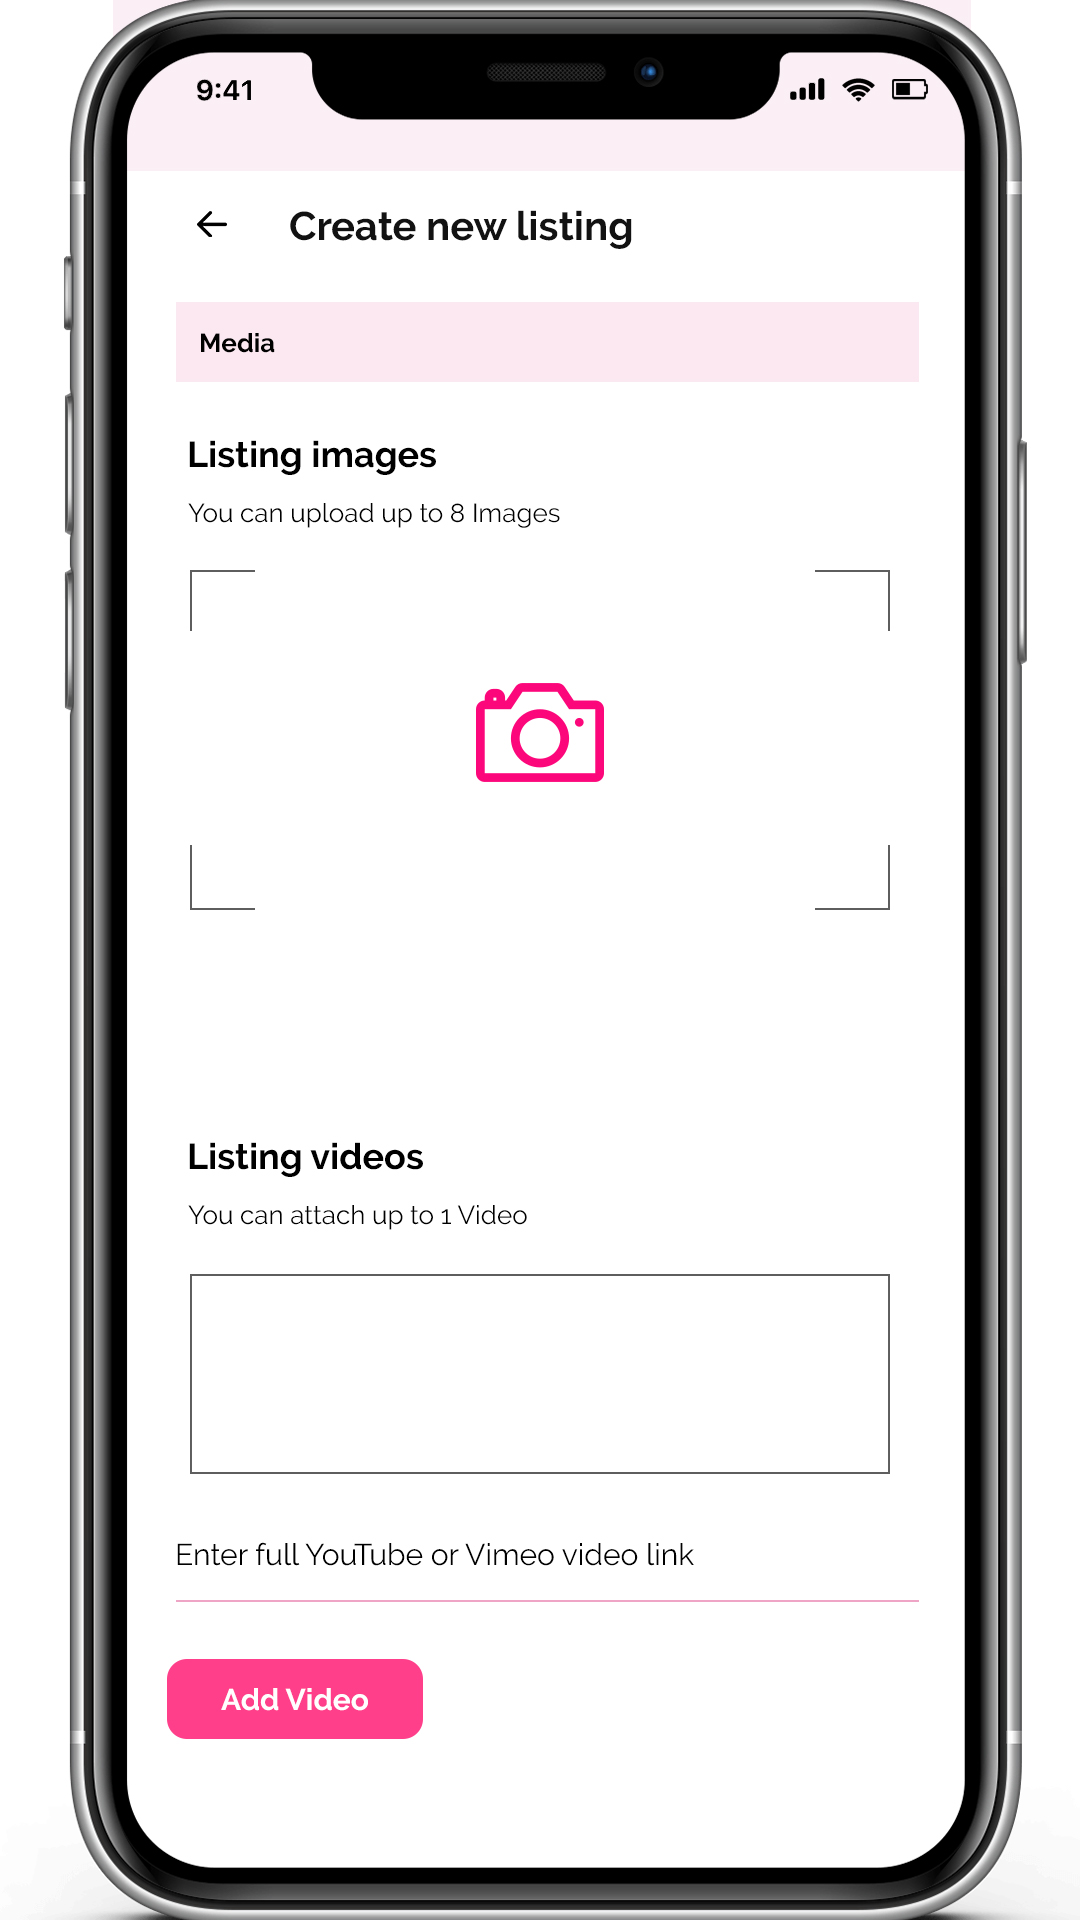 9:41
Create new listing
Media
Listing images
You can upload up to 8 Images
Listing videos
You can attach up to 1 Video
Enter full YouTube or Vimeo video link
Add Video